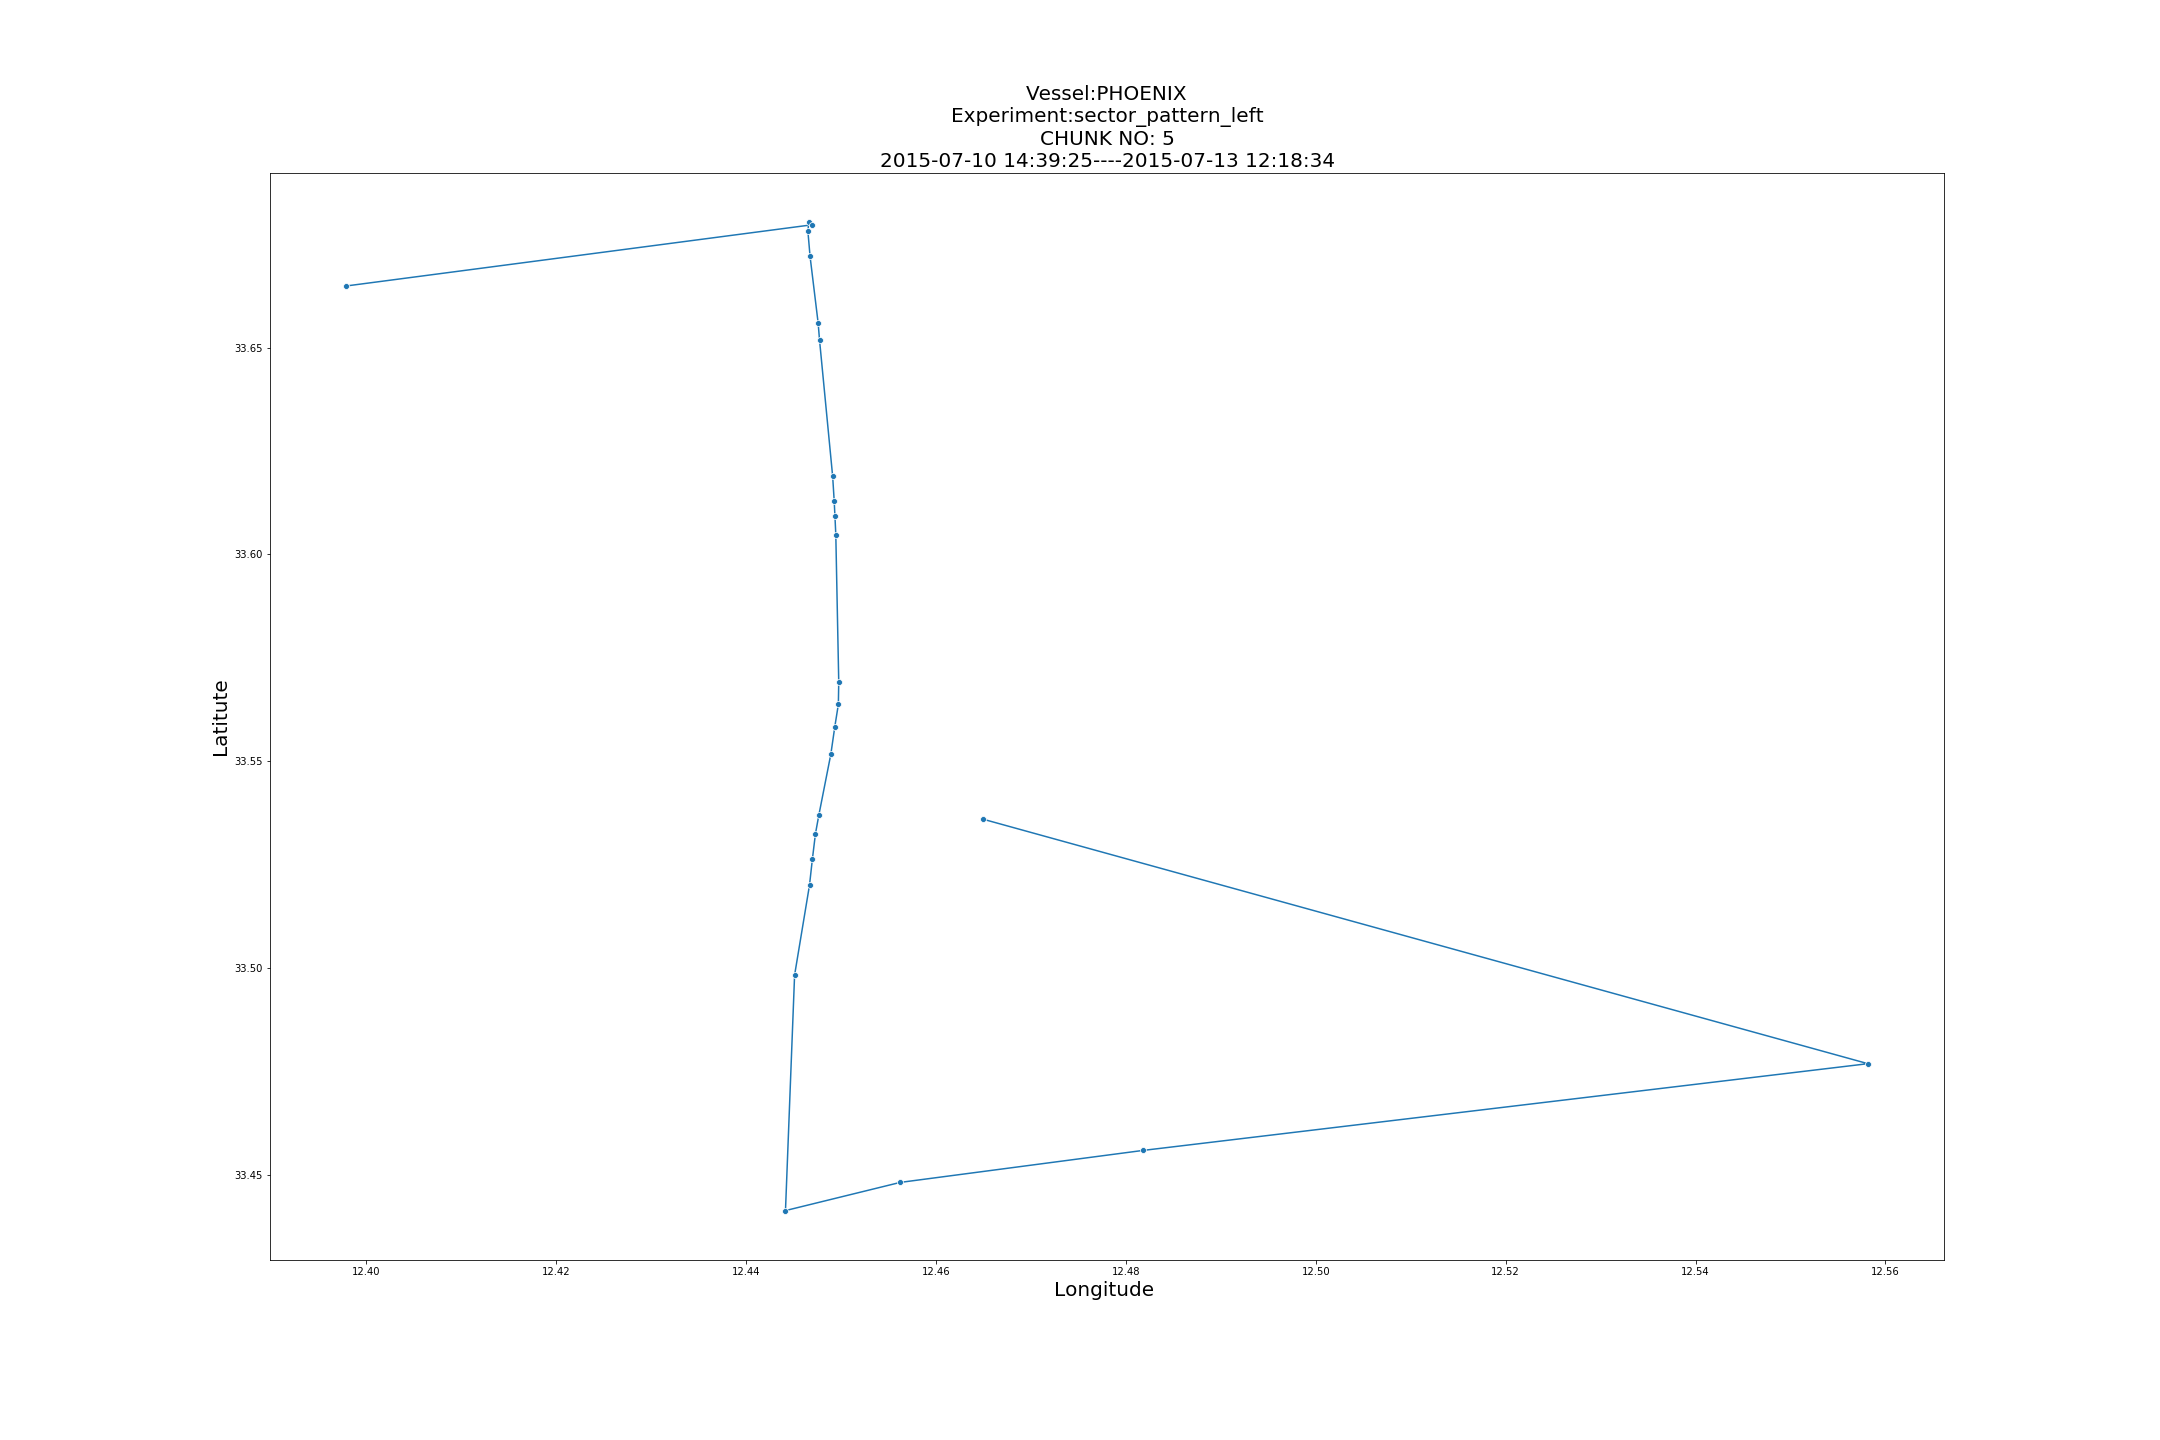 Vessel:PHOENIX
Experiment:sector_pattern_left
CHUNK NO: 5
2015-07-10 14:39:25----2015-07-13 12:18:34
33.65
33.60
33.55
33.50
33.45
Latitute
12.40 12.42 12.44 12.46 12.48 12.50 12.52 12.54 12.56
Longitude